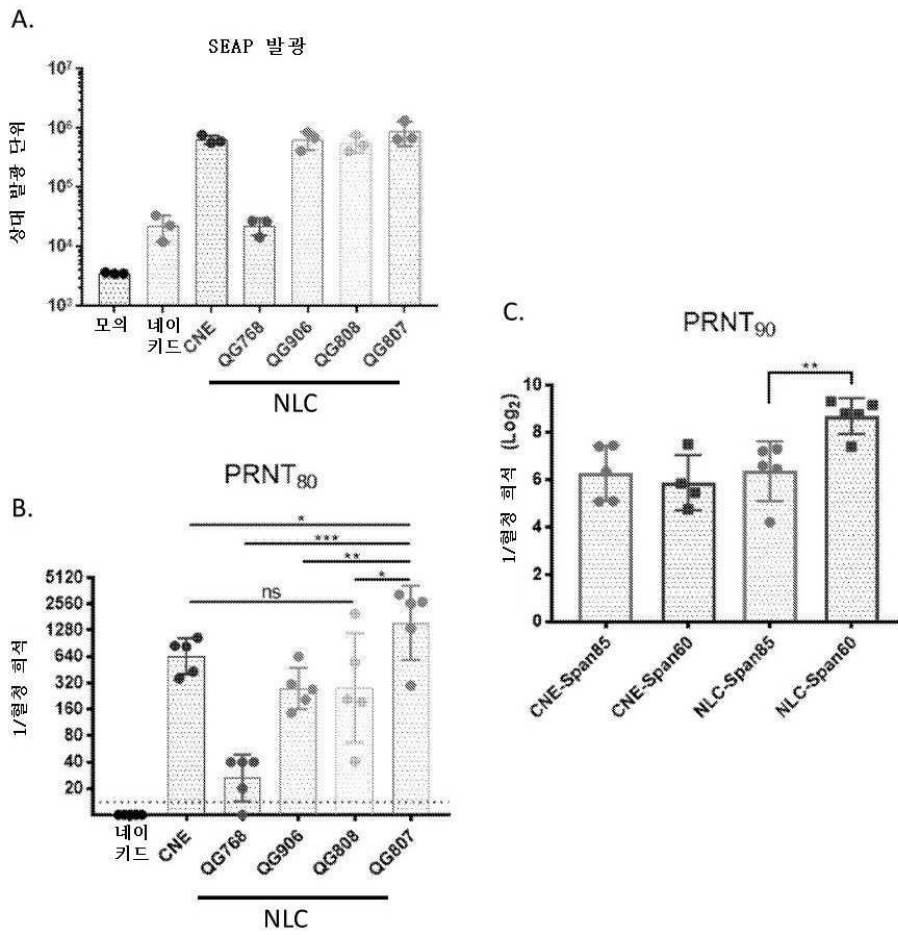 A.
SEAP 발광
상대 발광 단위
10⁷
10⁶
10⁵
10⁴
10³
모의
네이
키드
CNE
QG768
QG906
QG808
QG807
NLC
B.
PRNT₈₀
1/혈청 희석
5120
2560
1280
640
320
160
80
40
20
*
***
**
*
ns
네이
키드
CNE
QG768
QG906
QG808
QG807
NLC
C.
PRNT₉₀
1/혈청 희석 (Log₂)
10
8
6
4
2
0
**
CNE-Span85
CNE-Span60
NLC-Span85
NLC-Span60